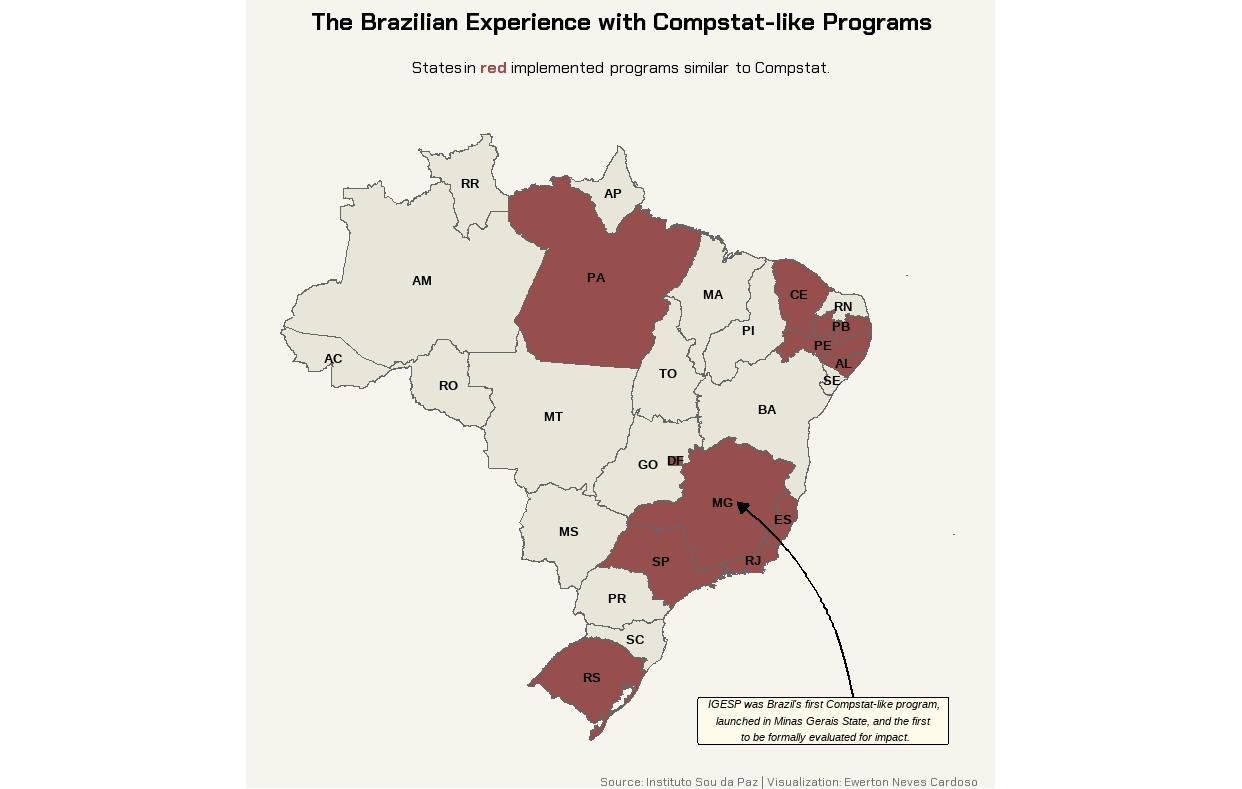 The Brazilian Experience with Compstat-like Programs
States in red implemented programs similar to Compstat.
RR
AP
AM
PA
MA
CE
RN
PB
PI
PE
AC
AL
TO
SE
RO
BA
MT
GO
DF
MG
ES
MS
SP
RJ
PR
SC
RS
IGESP was Brazil's first Compstat-like program,
launched in Minas Gerais State, and the first
to be formally evaluated for impact.
Source: Instituto Sou da Paz | Visualization: Ewerton Neves Cardoso